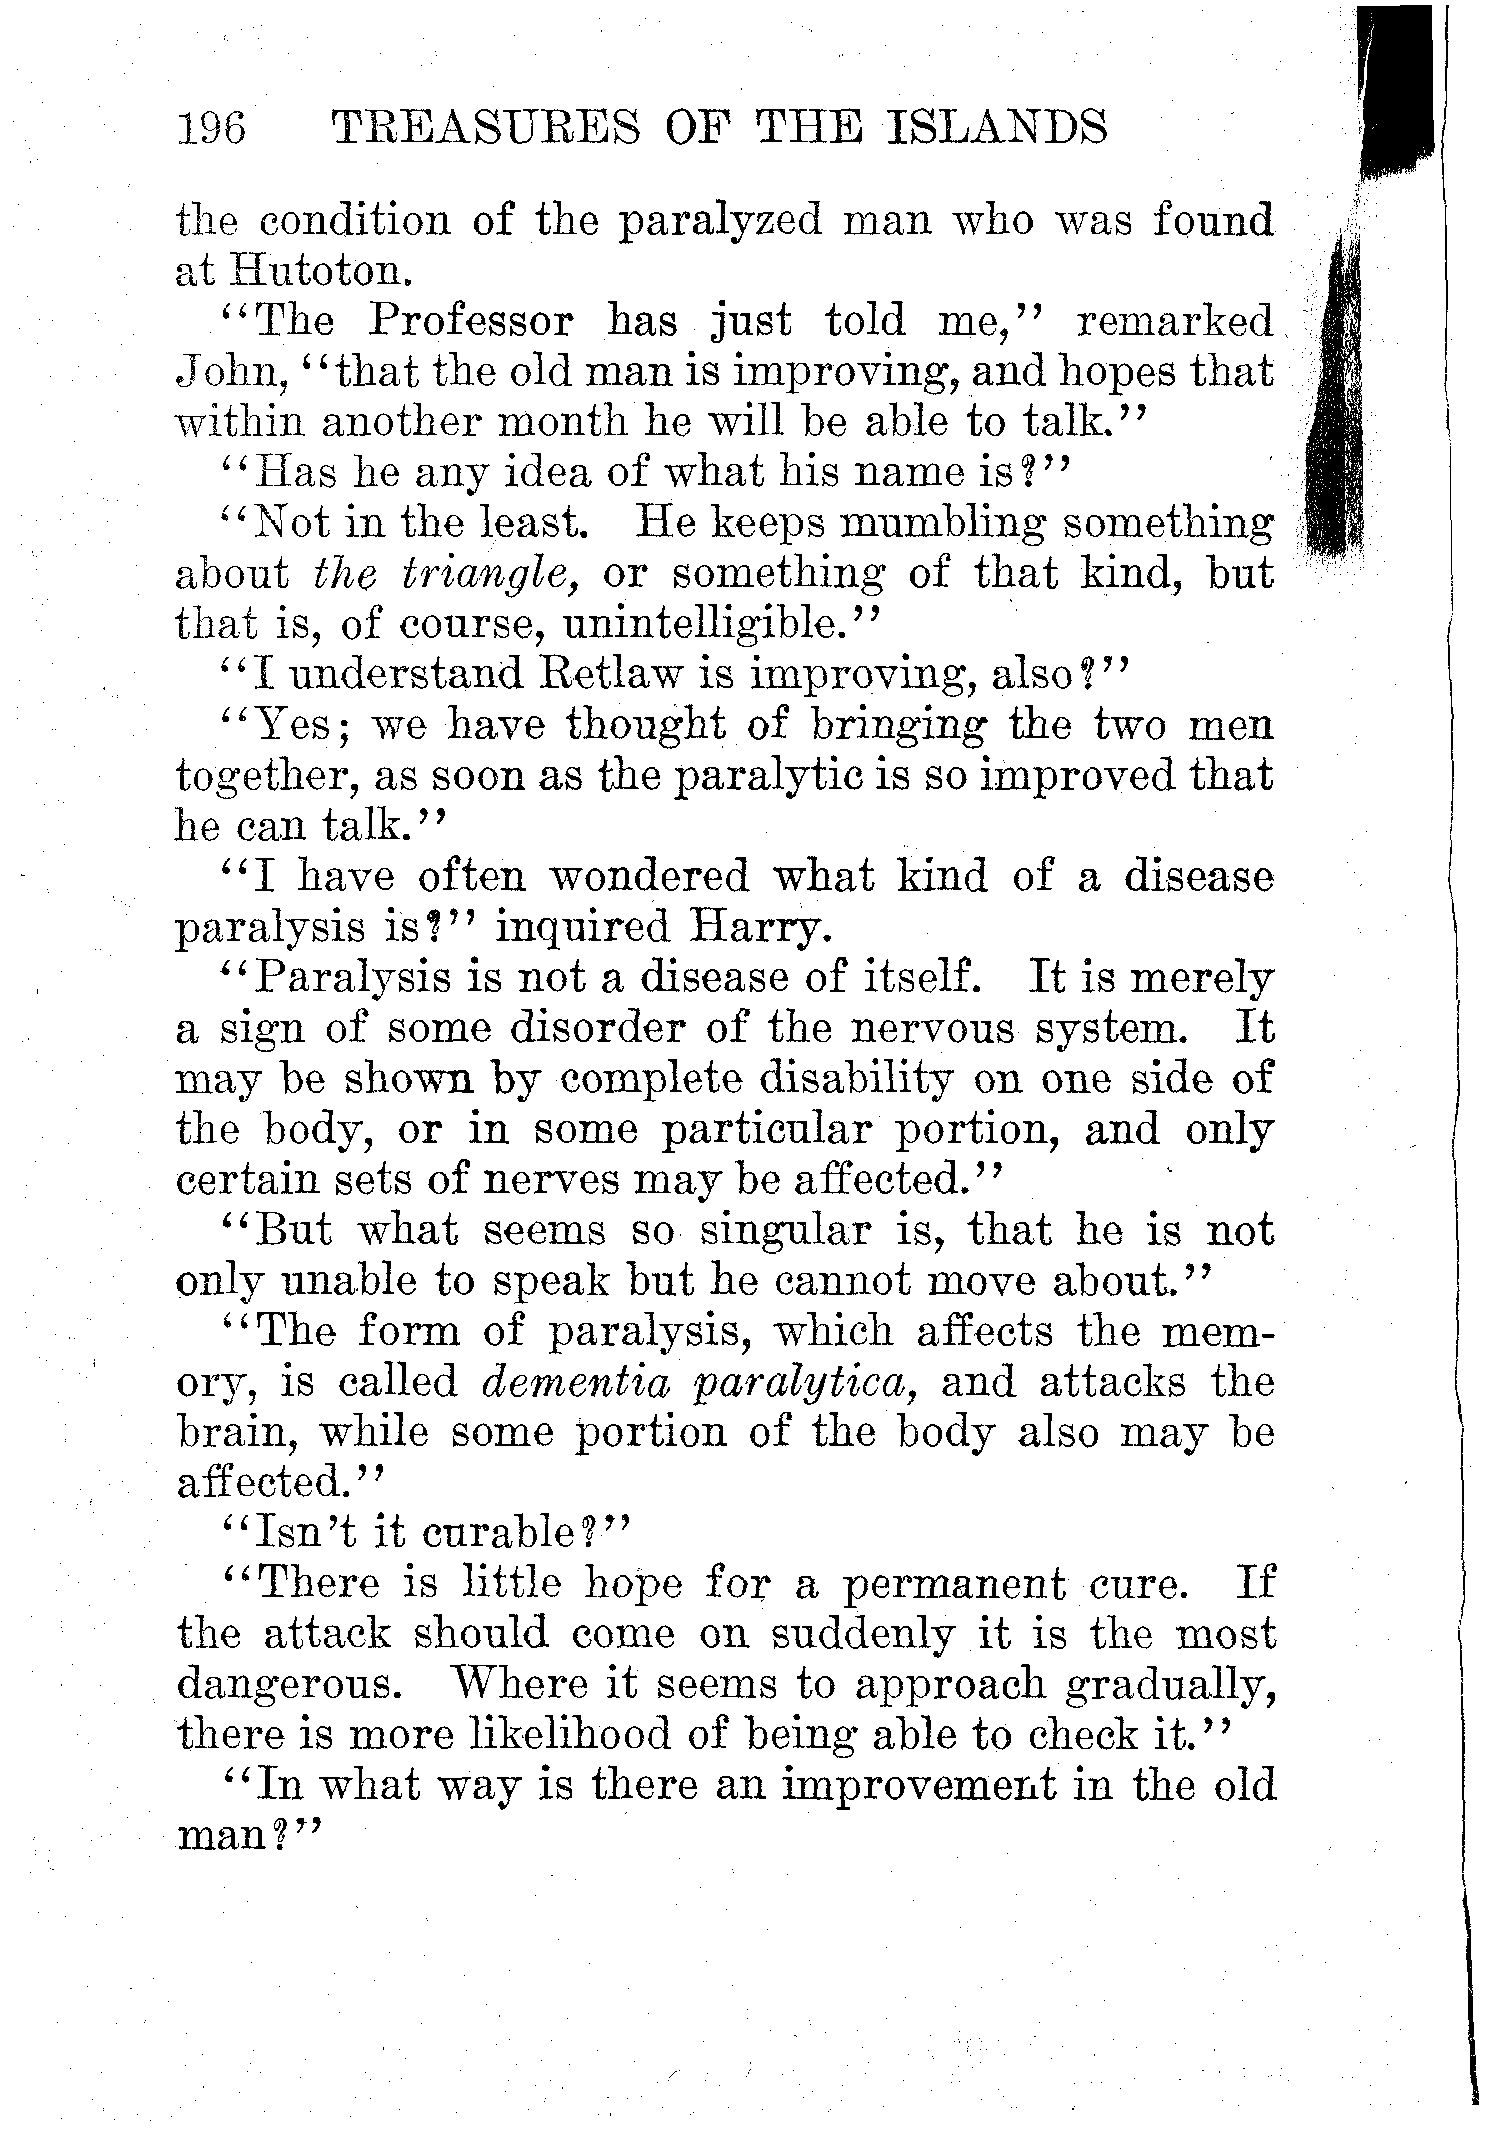 196 TREASURES OF THE ISLANDS
the condition of the paralyzed man who was found
at Hutoton.
"The Professor has just told me," remarked
John, "that the old man is improving, and hopes that
within another month he will be able to talk."
"Has he any idea of what his name is?"
"Not in the least. He keeps mumbling something
about the triangle, or something of that kind, but
that is, of course, unintelligible."
"I understand Retlaw is improving, also?"
"Yes; we have thought of bringing the two men
together, as soon as the paralytic is so improved that
he can talk."
"I have often wondered what kind of a disease
paralysis is?" inquired Harry.
"Paralysis is not a disease of itself. It is merely
a sign of some disorder of the nervous system. It
may be shown by complete disability on one side of
the body, or in some particular portion, and only
certain sets of nerves may be affected."
"But what seems so singular is, that he is not
only unable to speak but he cannot move about."
"The form of paralysis, which affects the mem-
ory, is called dementia paralytica, and attacks the
brain, while some portion of the body also may be
affected."
"Isn't it curable?"
"There is little hope for a permanent cure. If
the attack should come on suddenly it is the most
dangerous. Where it seems to approach gradually,
there is more likelihood of being able to check it."
"In what way is there an improvement in the old
man?"